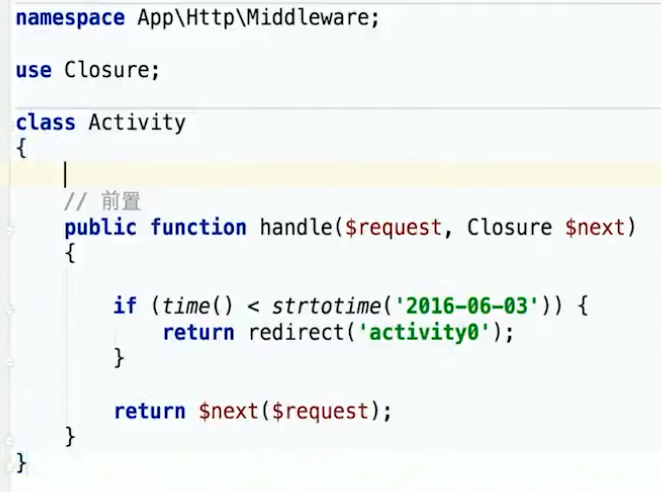 namespace App\Http\Middleware;
use Closure;
class Activity
{
// 前置
public function handle($request, Closure $next)
{
if (time() < strtotime('2016-06-03')) {
return redirect('activity0');
}
return $next($request);
}
}